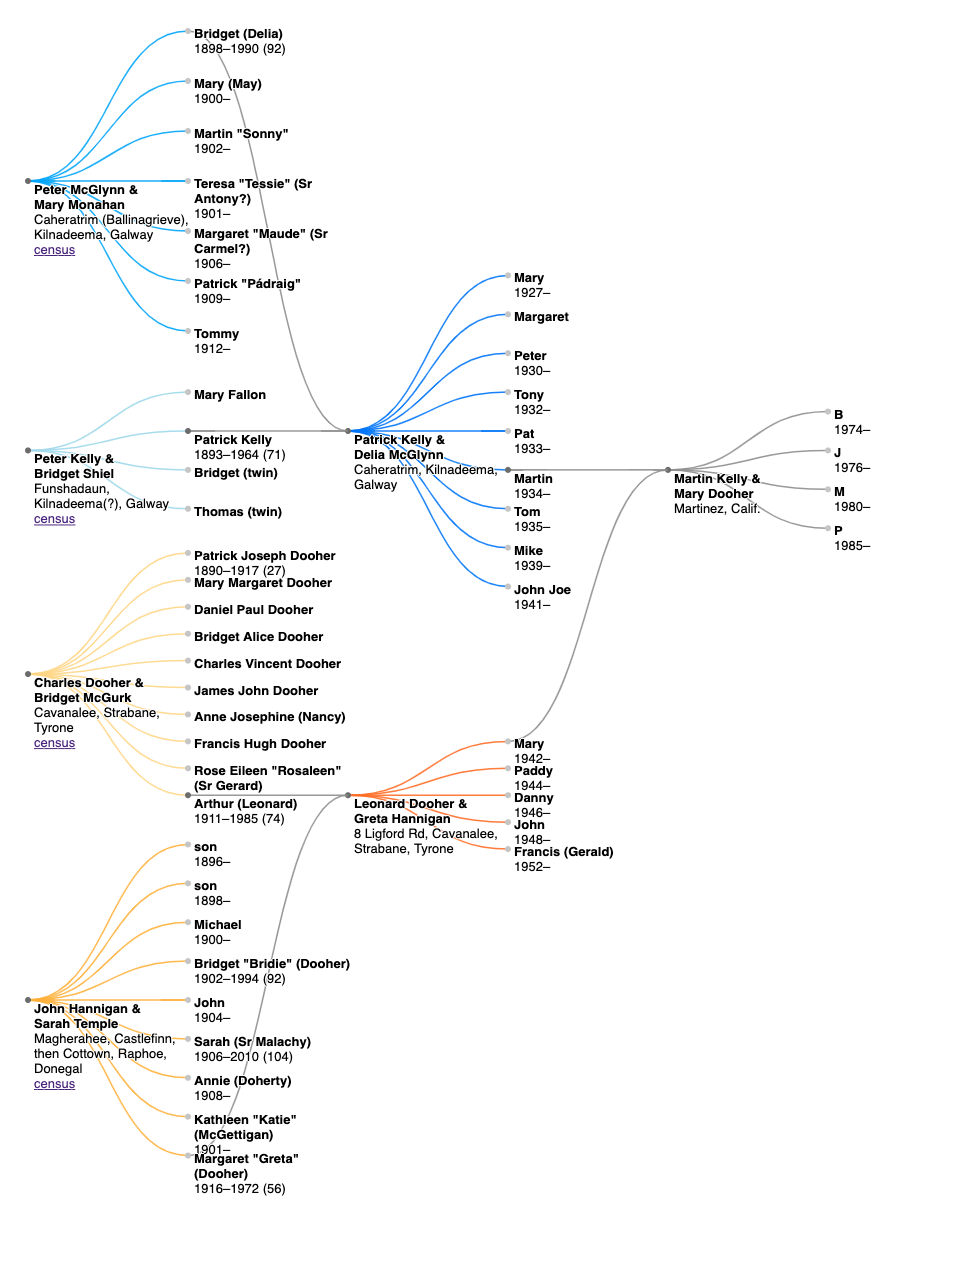 Bridget (Delia)
1898–1990 (92)
Mary (May)
1900–
Martin "Sonny"
1902–
Teresa "Tessie" (Sr
Antony?)
1901–
Margaret "Maude" (Sr
Carmel?)
1906–
Patrick "Pádraig"
1909–
Tommy
1912–
Peter McGlynn &
Mary Monahan
Caheratrim (Ballinagrieve),
Kilnadeema, Galway
census
Mary Fallon
Patrick Kelly
1893–1964 (71)
Bridget (twin)
Thomas (twin)
Peter Kelly &
Bridget Shiel
Funshadaun,
Kilnadeema(?), Galway
census
Patrick Joseph Dooher
1890–1917 (27)
Mary Margaret Dooher
Daniel Paul Dooher
Bridget Alice Dooher
Charles Vincent Dooher
James John Dooher
Anne Josephine (Nancy)
Francis Hugh Dooher
Rose Eileen "Rosaleen"
(Sr Gerard)
Arthur (Leonard)
1911–1985 (74)
Charles Dooher &
Bridget McGurk
Cavanalee, Strabane,
Tyrone
census
son
1896–
son
1898–
Michael
1900–
Bridget "Bridie" (Dooher)
1902–1994 (92)
John
1904–
Sarah (Sr Malachy)
1906–2010 (104)
Annie (Doherty)
1908–
Kathleen "Katie"
(McGettigan)
1901–
Margaret "Greta"
(Dooher)
1916–1972 (56)
John Hannigan &
Sarah Temple
Magherahee, Castlefinn,
then Cottown, Raphoe,
Donegal
census
Patrick Kelly &
Delia McGlynn
Caheratrim, Kilnadeema,
Galway
Mary
1927–
Margaret
Peter
1930–
Tony
1932–
Pat
1933–
Martin
1934–
Tom
1935–
Mike
1939–
John Joe
1941–
Leonard Dooher &
Greta Hannigan
8 Ligford Rd, Cavanalee,
Strabane, Tyrone
Mary
1942–
Paddy
1944–
Danny
1946–
John
1948–
Francis (Gerald)
1952–
Martin Kelly &
Mary Dooher
Martinez, Calif.
B
1974–
J
1976–
M
1980–
P
1985–